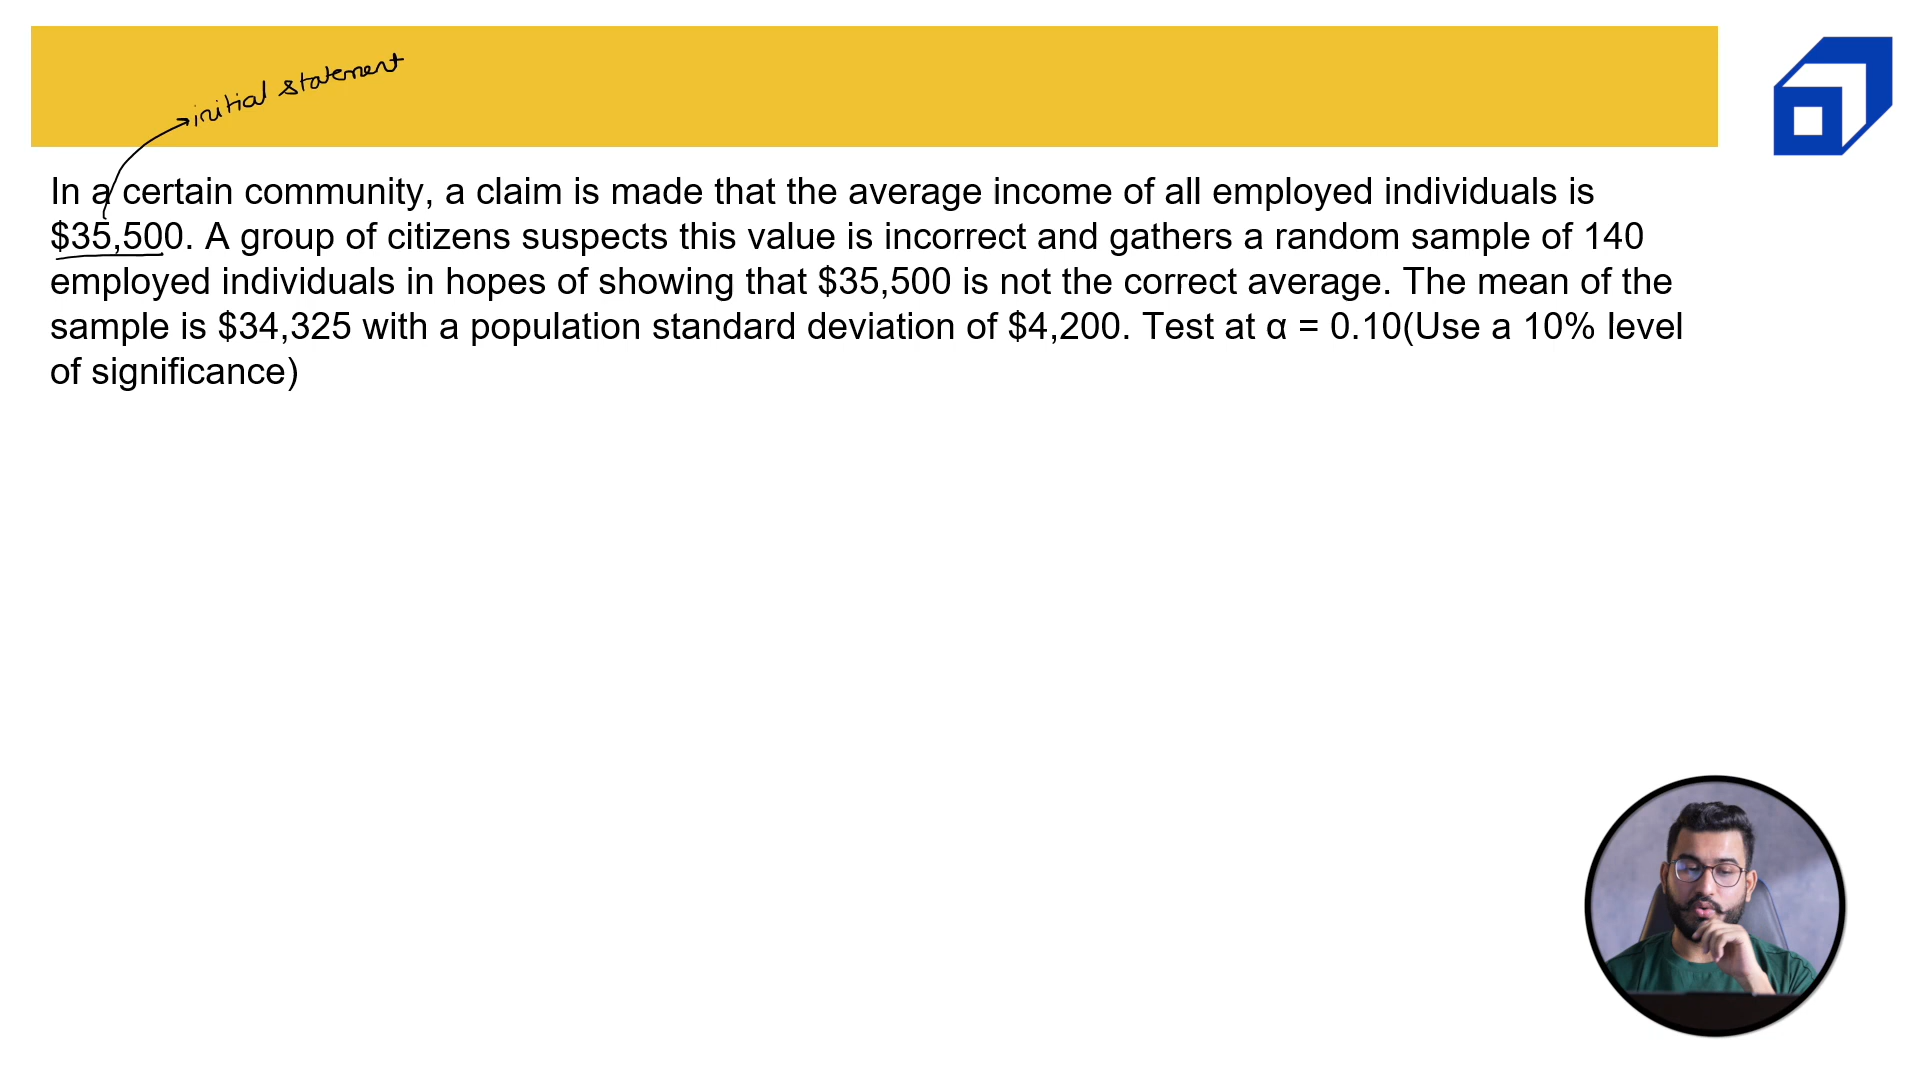 initial statement
In a certain community, a claim is made that the average income of all employed individuals is
$35,500. A group of citizens suspects this value is incorrect and gathers a random sample of 140
employed individuals in hopes of showing that $35,500 is not the correct average. The mean of the
sample is $34,325 with a population standard deviation of $4,200. Test at α = 0.10(Use a 10% level
of significance)